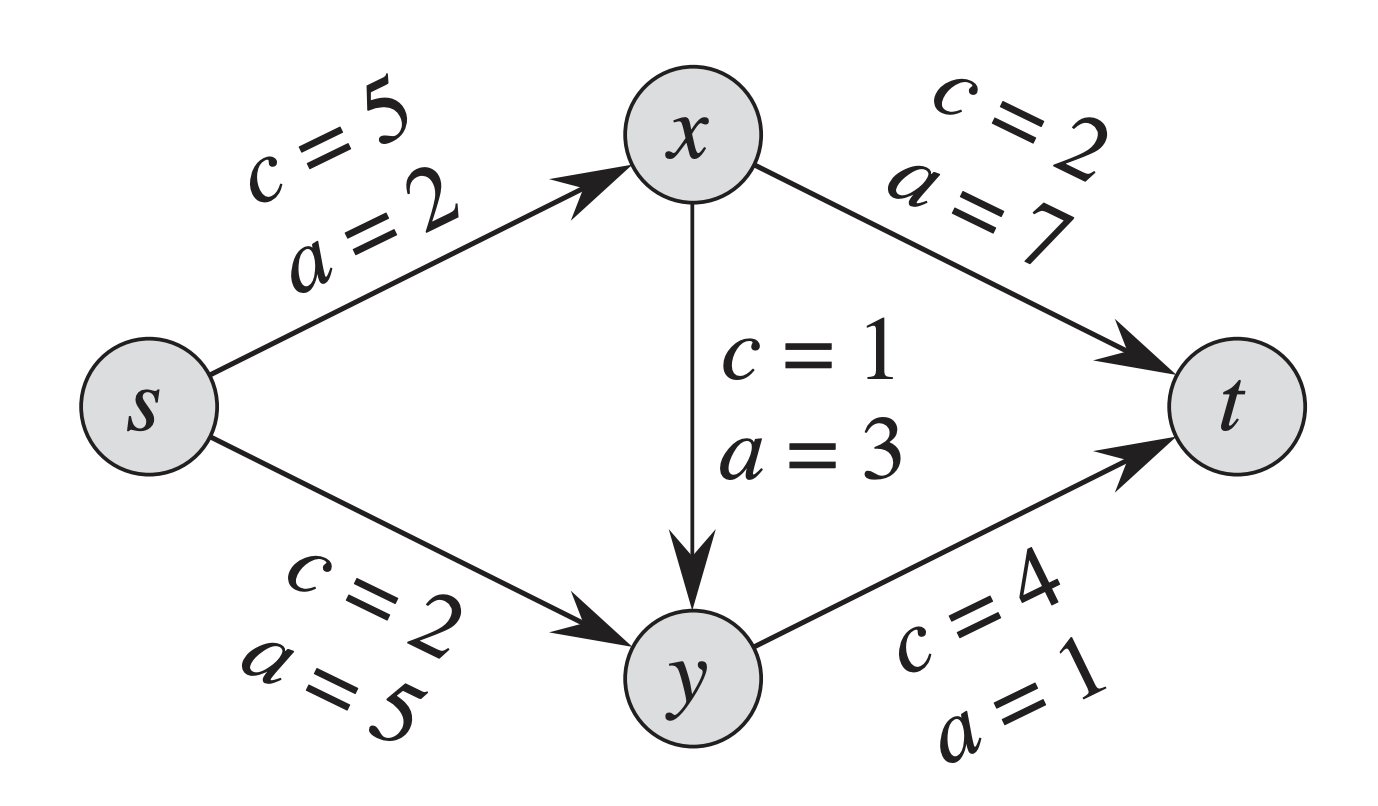 c = 5
a = 2
x
c = 2
a = 7
s
c = 1
a = 3
t
c = 2
a = 5
y
c = 4
a = 1